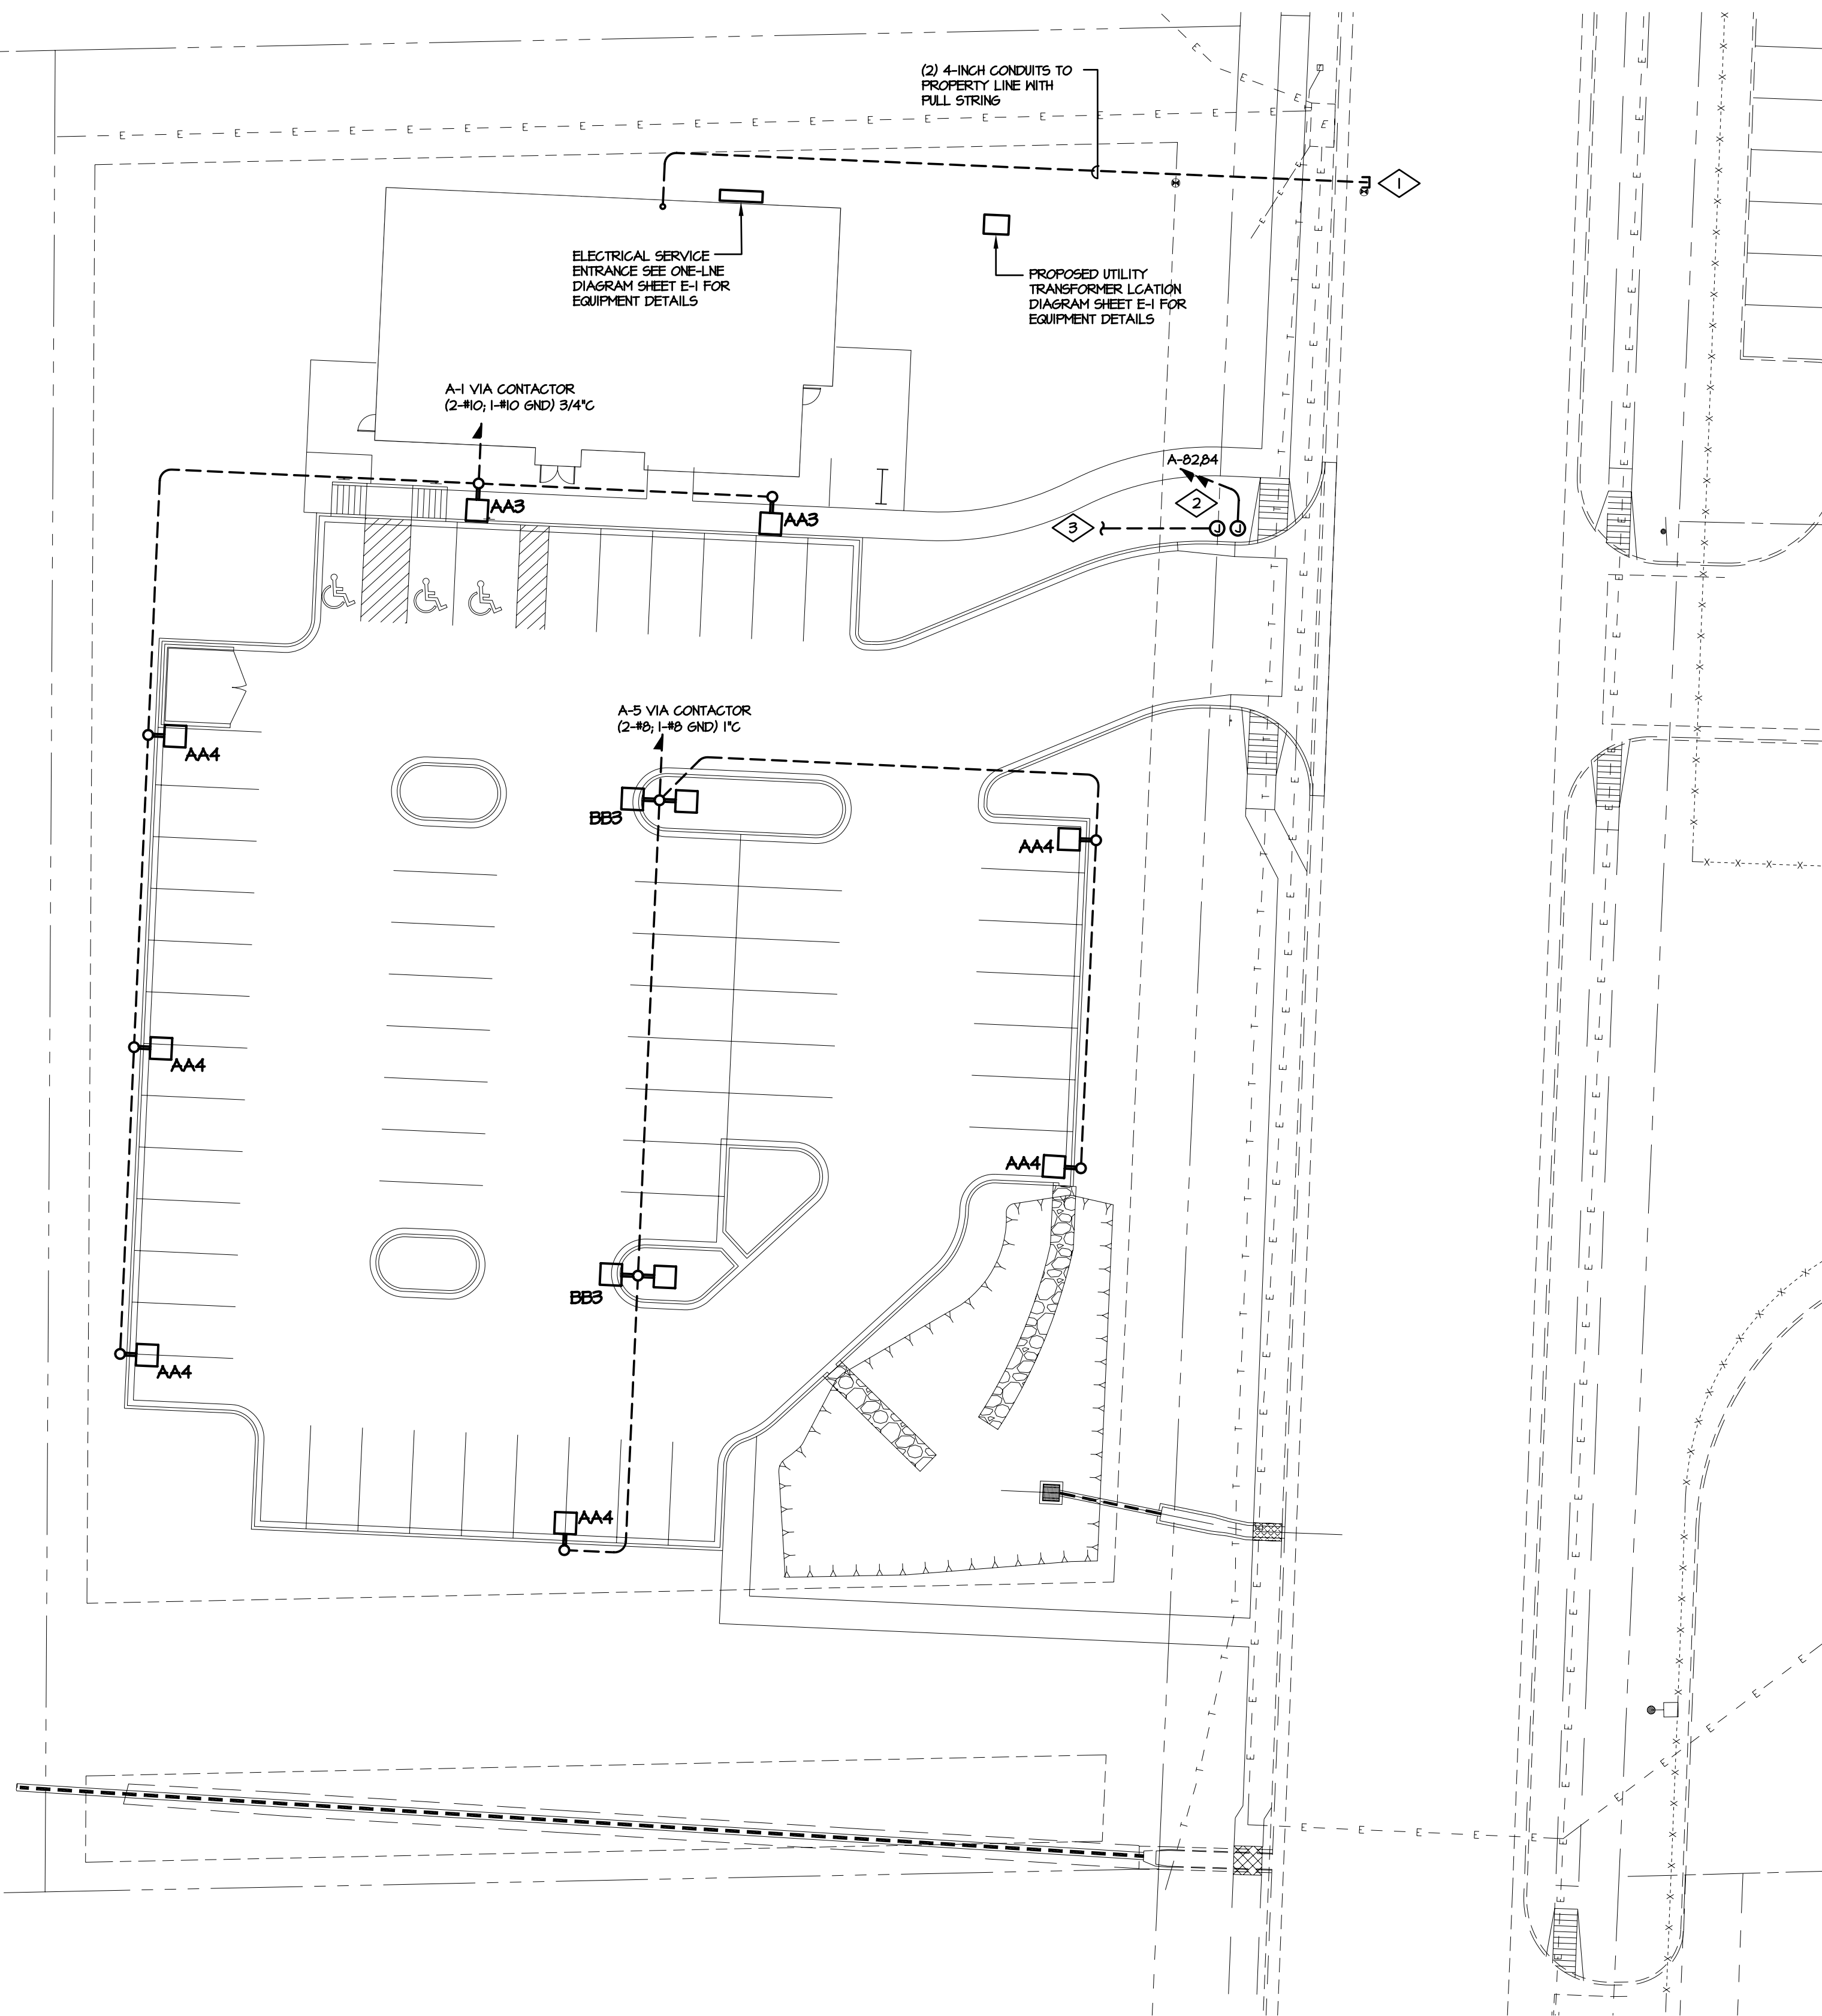 (2) 4-INCH CONDUITS TO
PROPERTY LINE WITH
PULL STRING
1
ELECTRICAL SERVICE
ENTRANCE SEE ONE-LNE
DIAGRAM SHEET E-1 FOR
EQUIPMENT DETAILS
PROPOSED UTILITY
TRANSFORMER LCATION
DIAGRAM SHEET E-1 FOR
EQUIPMENT DETAILS
A-1 VIA CONTACTOR
(2-#10; 1-#10 GND) 3/4"C
A-82,84
2
3
J J
AA3
AA3
A-5 VIA CONTACTOR
(2-#8; 1-#8 GND) 1"C
AA4
BB3
AA4
AA4
AA4
BB3
AA4
AA4